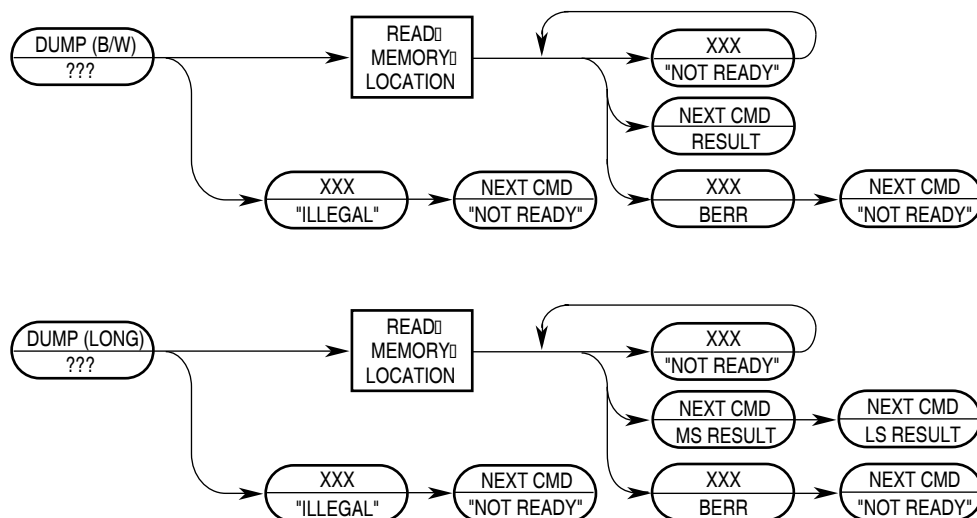 DUMP (B/W)
???
READ
MEMORY
LOCATION
XXX
"NOT READY"
NEXT CMD
RESULT
XXX
"ILLEGAL"
NEXT CMD
"NOT READY"
XXX
BERR
NEXT CMD
"NOT READY"
DUMP (LONG)
???
READ
MEMORY
LOCATION
XXX
"NOT READY"
NEXT CMD
MS RESULT
NEXT CMD
LS RESULT
XXX
"ILLEGAL"
NEXT CMD
"NOT READY"
XXX
BERR
NEXT CMD
"NOT READY"